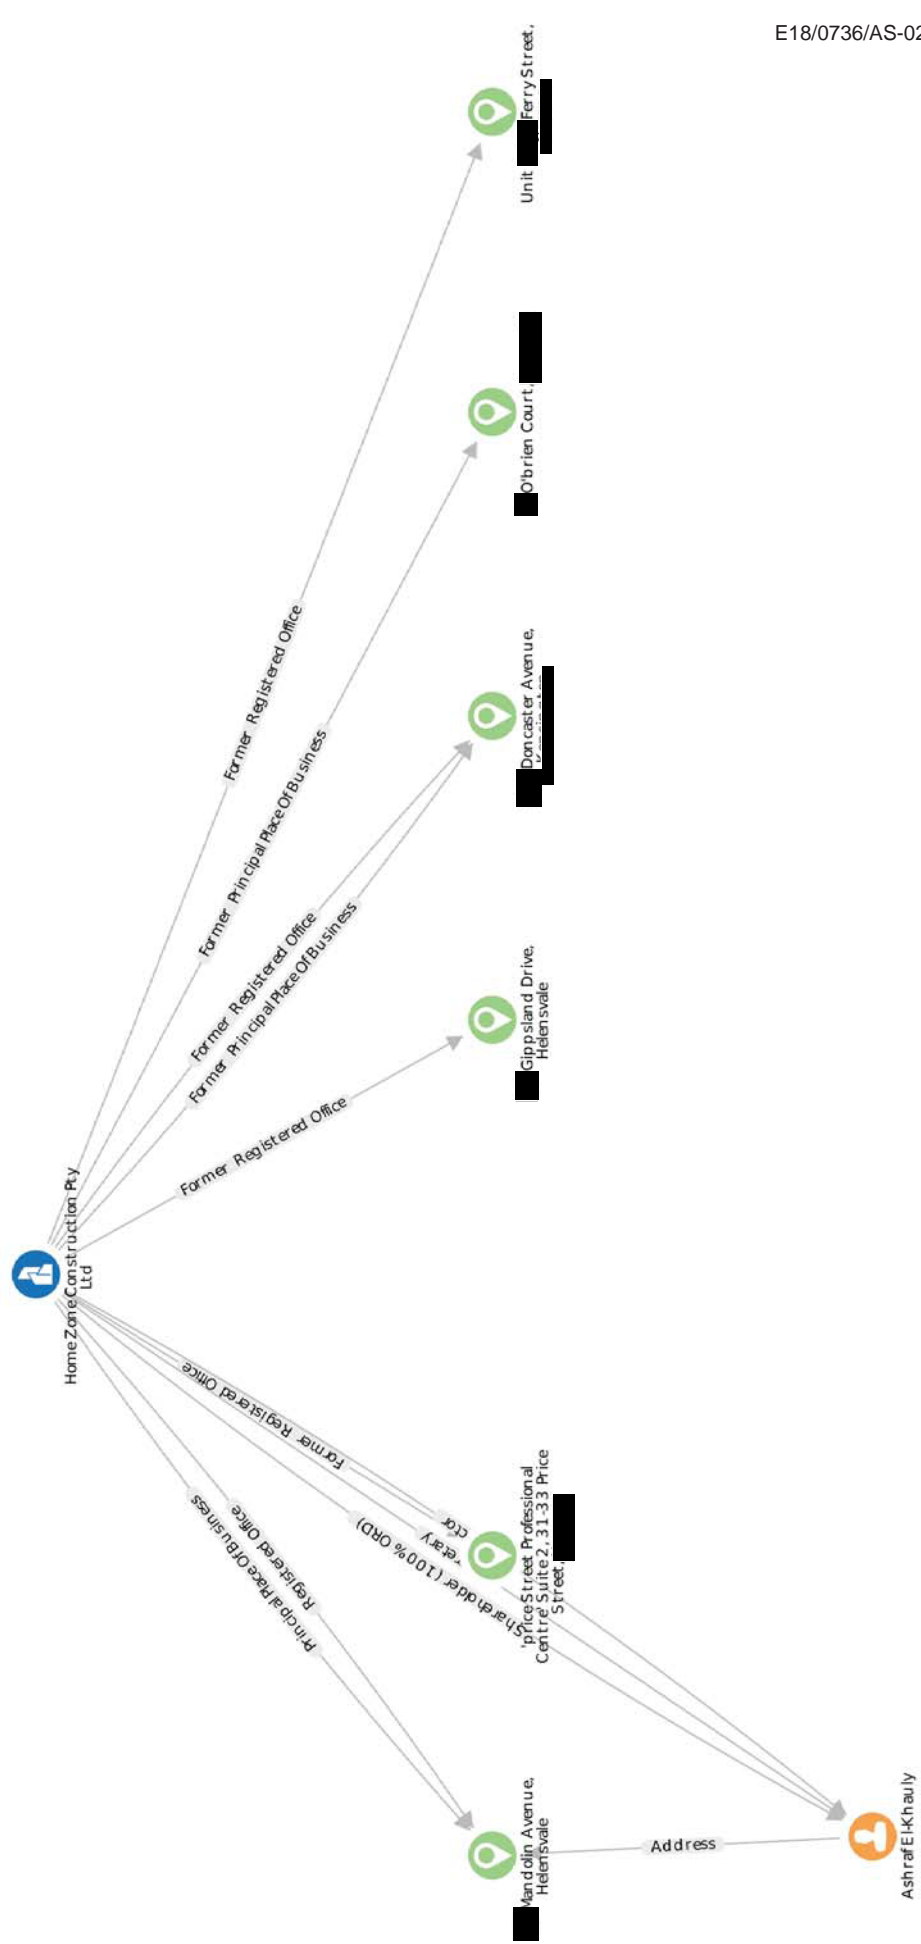 E18/0736/AS-02
Unit
Ferry Street,
O'brien Court,
Doncaster Avenue,
Gippsland Drive,
Helensvale
'price Street Professional
Centre' Suite 2, 31-33 Price
Street,
Mandolin Avenue,
Helensvale
Home Zone Construction Pty
Ltd
Ashraf El-Khauly
Former Registered Office
Former Principal Place Of Business
Former Registered Office
Former Principal Place Of Business
Former Registered Office
Former Registered Office
ctor
retary
Shareholder (100% ORD)
Registered Office
Principal Place Of Business
Address